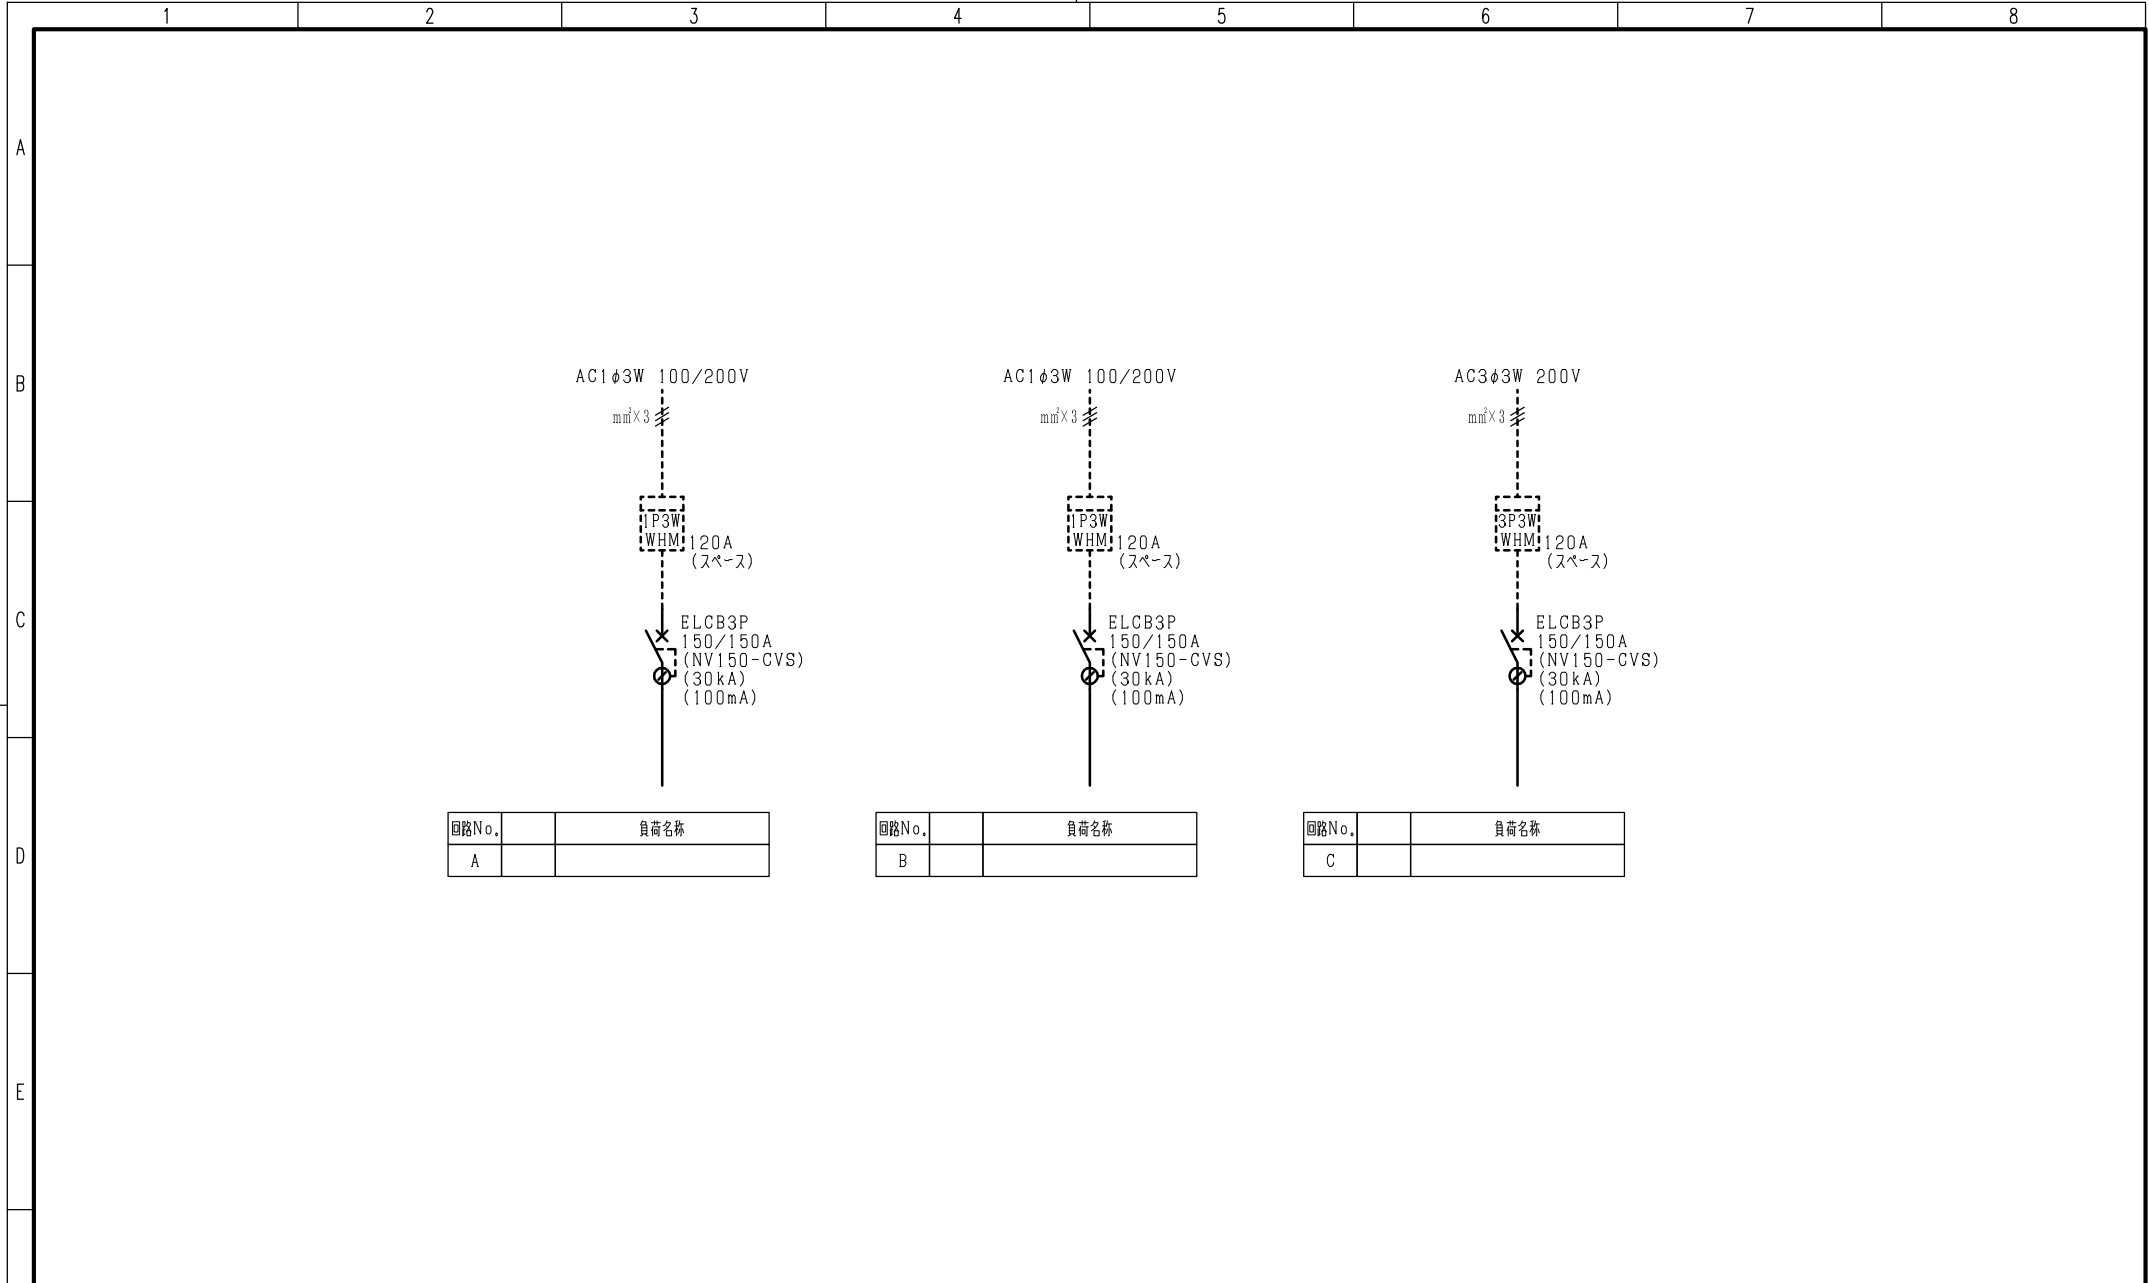 1 2 3 4 5 6 7 8
A
B
C
D
E
AC1φ3W 100/200V
mm²×3
1P3W
WHM
120A
(スペース)
ELCB3P
150/150A
(NV150-CVS)
(30kA)
(100mA)
回路No. 負荷名称
A
AC1φ3W 100/200V
mm²×3
1P3W
WHM
120A
(スペース)
ELCB3P
150/150A
(NV150-CVS)
(30kA)
(100mA)
回路No. 負荷名称
B
AC3φ3W 200V
mm²×3
3P3W
WHM
120A
(スペース)
ELCB3P
150/150A
(NV150-CVS)
(30kA)
(100mA)
回路No. 負荷名称
C